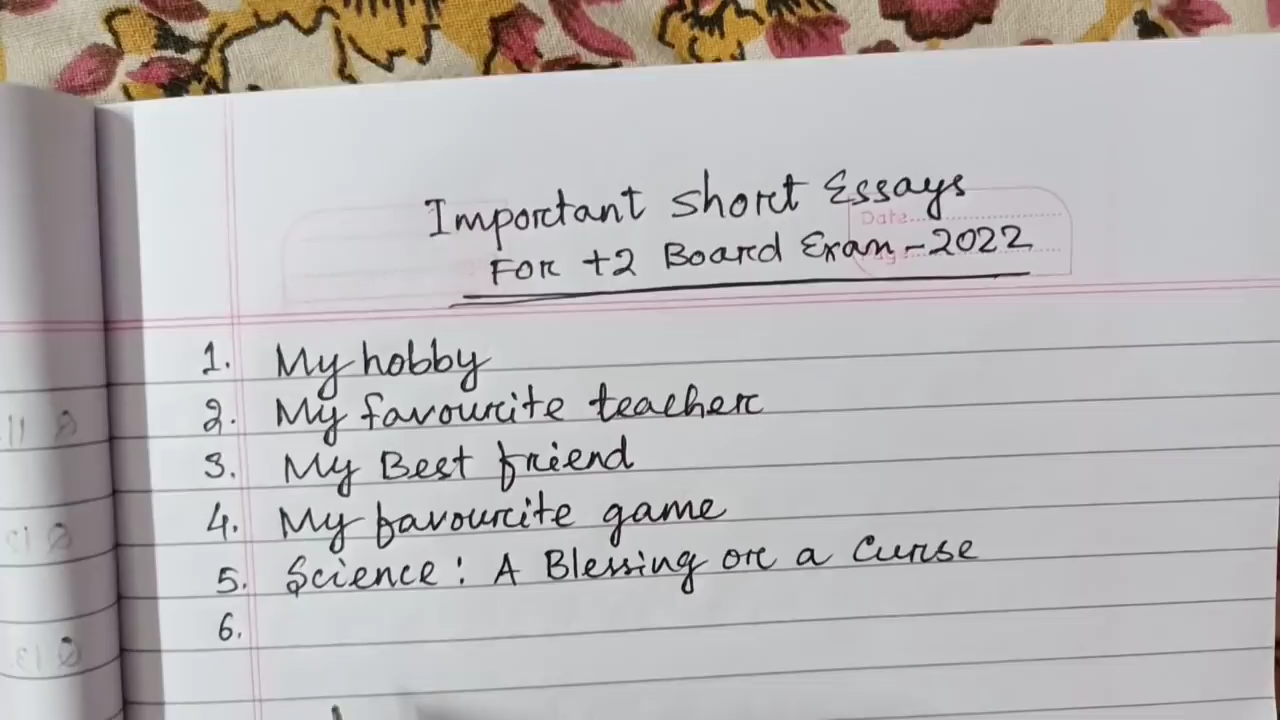 Important Short Essays
Date
For +2 Board Exam - 2022
1. My hobby
2. My favourite teacher
3. My Best friend
4. My favourite game
5. Science : A Blessing or a Curse
6.